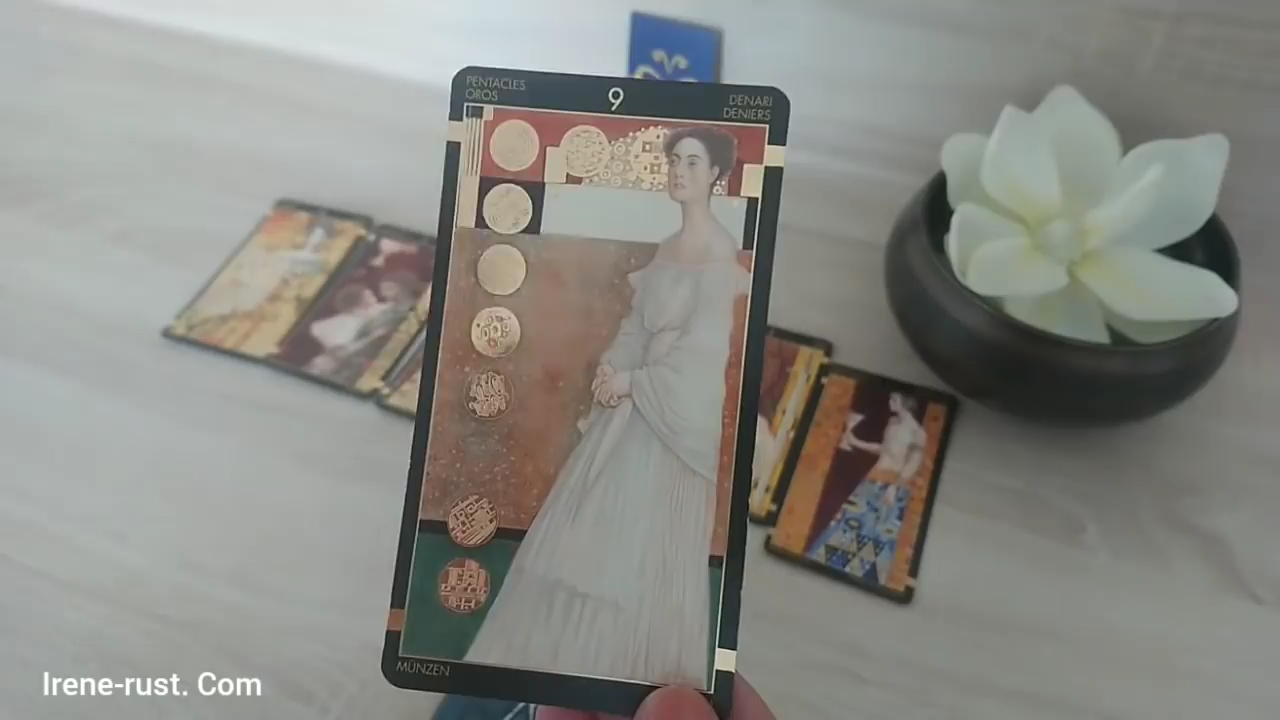 PENTACLES
OROS
9
DENARI
DENIERS
MÜNZEN
Irene-rust. Com